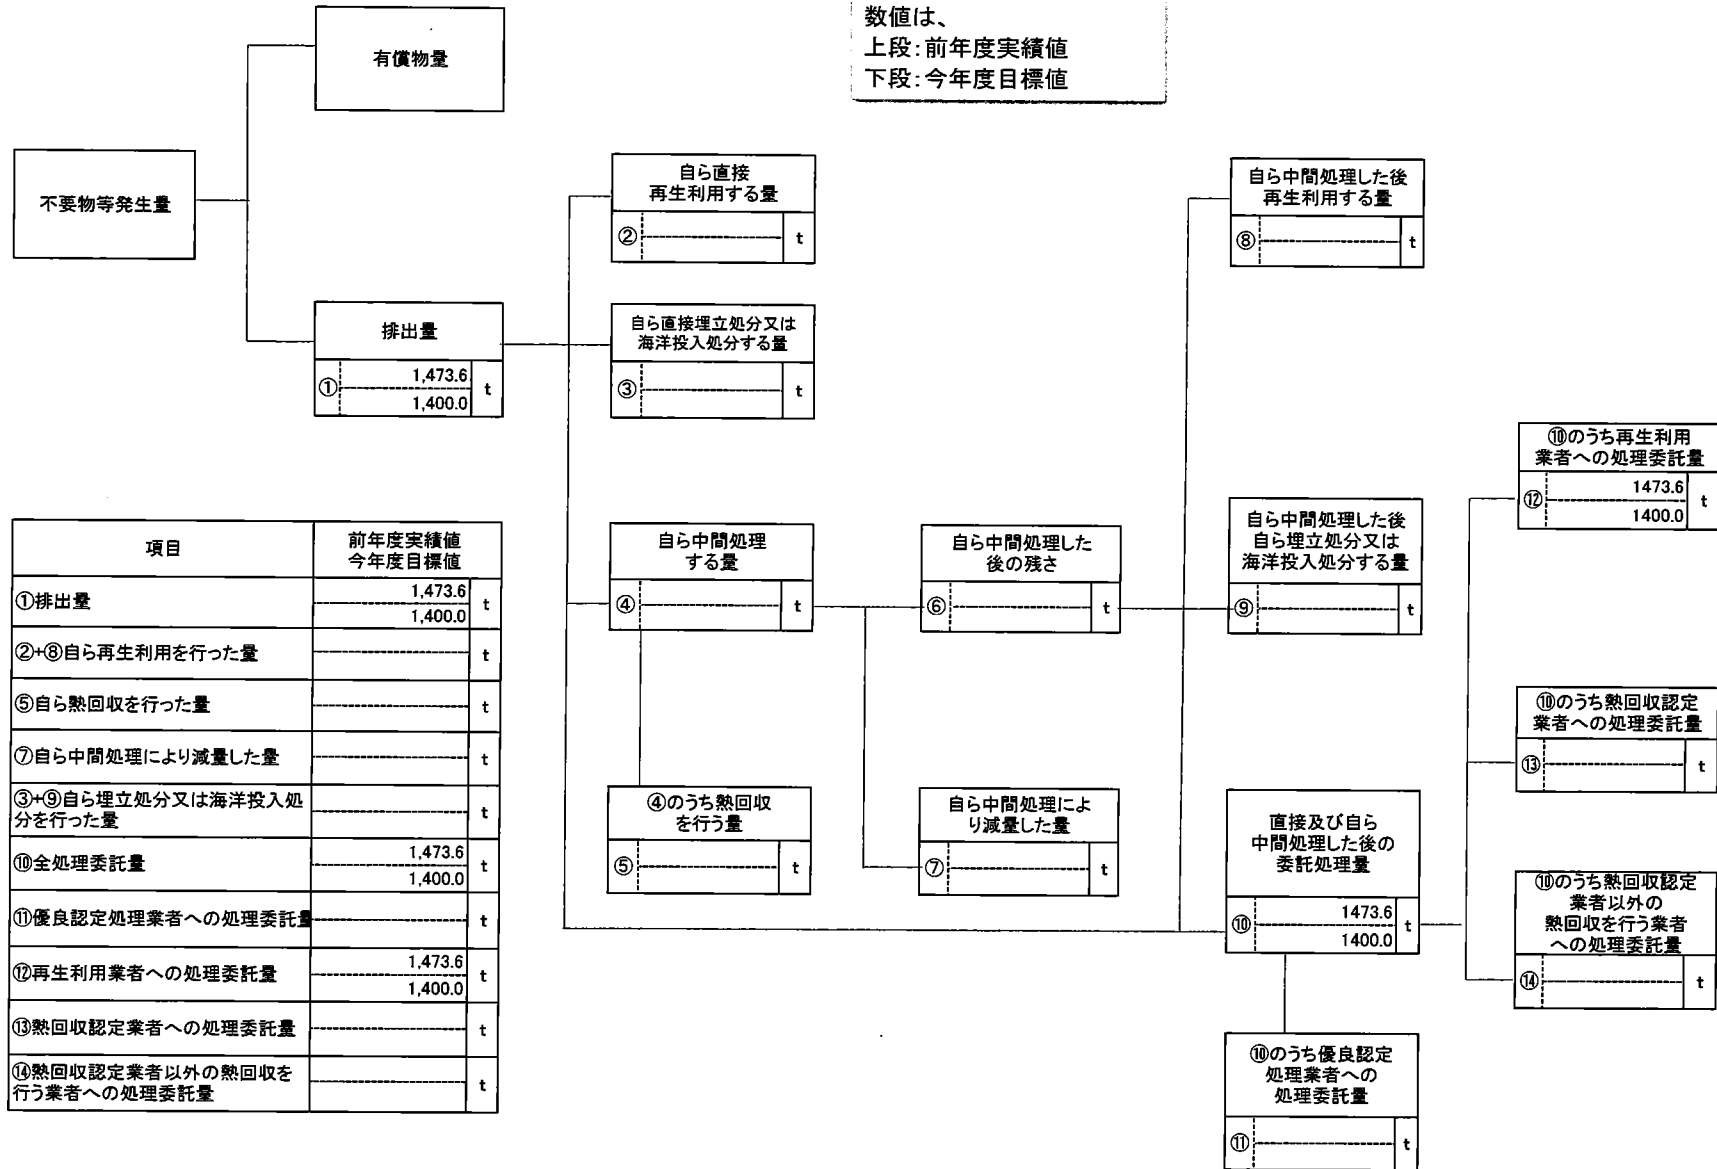 数値は、
上段：前年度実績値
下段：今年度目標値
有償物量
不要物等発生量
排出量
①
1,473.6
1,400.0
t
自ら直接
再生利用する量
②
t
自ら直接埋立処分又は
海洋投入処分する量
③
t
自ら中間処理
する量
④
t
④のうち熱回収
を行う量
⑤
t
自ら中間処理した
後の残さ
⑥
t
自ら中間処理によ
り減量した量
⑦
t
自ら中間処理した後
再生利用する量
⑧
t
自ら中間処理した後
自ら埋立処分又は
海洋投入処分する量
⑨
t
直接及び自ら
中間処理した後の
委託処理量
⑩
1473.6
1400.0
t
⑩のうち優良認定
処理業者への
処理委託量
⑪
t
⑩のうち再生利用
業者への処理委託量
⑫
1473.6
1400.0
t
⑩のうち熱回収認定
業者への処理委託量
⑬
t
⑩のうち熱回収認定
業者以外の
熱回収を行う業者
への処理委託量
⑭
t
項目
前年度実績値
今年度目標値
①排出量
1,473.6
1,400.0
t
②+⑧自ら再生利用を行った量
t
⑤自ら熱回収を行った量
t
⑦自ら中間処理により減量した量
t
③+⑨自ら埋立処分又は海洋投入処
分を行った量
t
⑩全処理委託量
1,473.6
1,400.0
t
⑪優良認定処理業者への処理委託量
t
⑫再生利用業者への処理委託量
1,473.6
1,400.0
t
⑬熱回収認定業者への処理委託量
t
⑭熱回収認定業者以外の熱回収を
行う業者への処理委託量
t